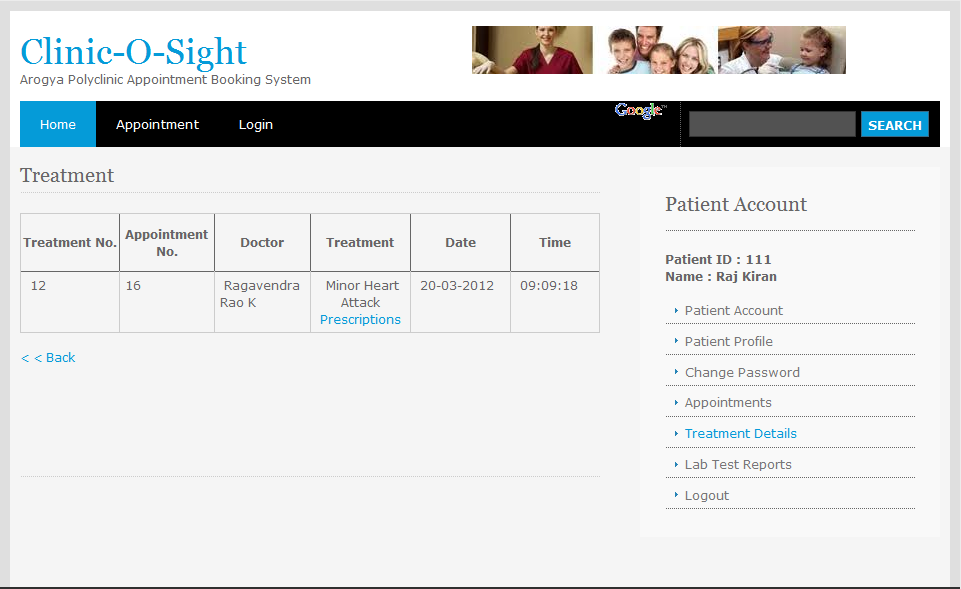 Clinic-O-Sight
Arogya Polyclinic Appointment Booking System
Home Appointment Login Google™ SEARCH
Treatment
Treatment No. Appointment No. Doctor Treatment Date Time
12 16 Ragavendra Rao K Minor Heart Attack Prescriptions 20-03-2012 09:09:18
< < Back
Patient Account
Patient ID : 111
Name : Raj Kiran
Patient Account
Patient Profile
Change Password
Appointments
Treatment Details
Lab Test Reports
Logout